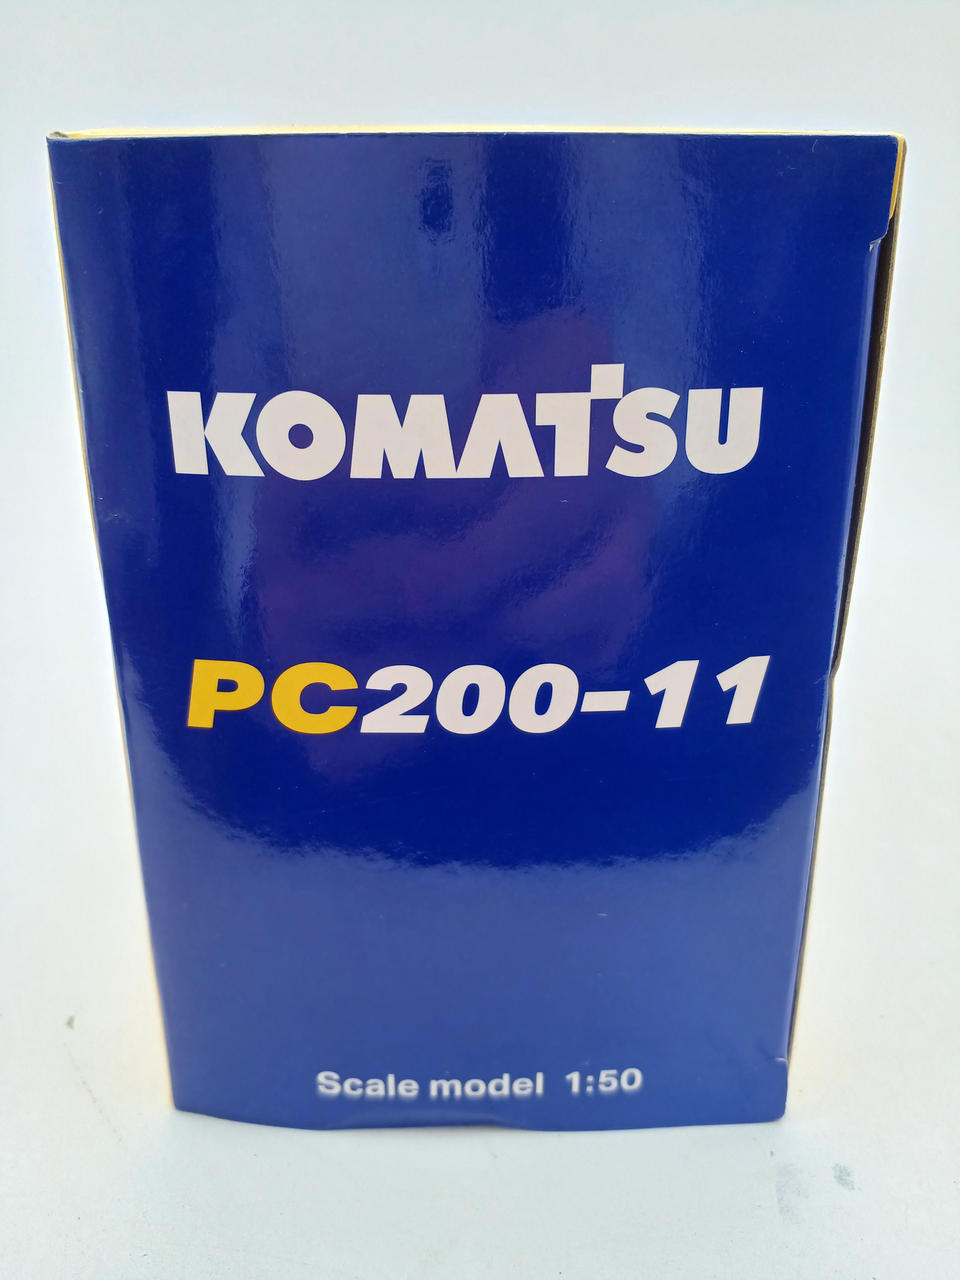 KOMATSU
PC200-11
Scale model 1:50